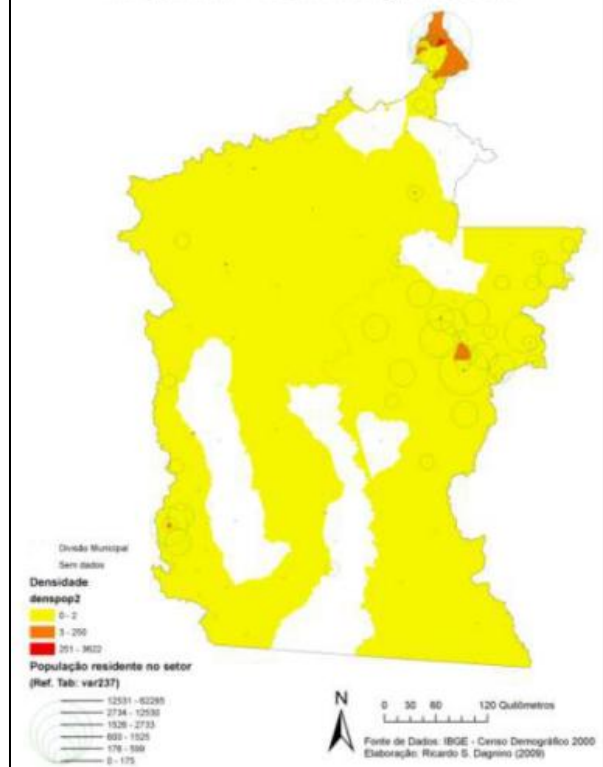 Divisão Municipal
Sem dados
Densidade
denspop2
0 - 2
3 - 250
251 - 3622
População residente no setor
(Ref. Tab: var237)
12531 - 62285
2734 - 12530
1526 - 2733
600 - 1525
176 - 599
0 - 175
N
0 30 60 120 Quilômetros
Fonte de Dados: IBGE - Censo Demográfico 2000
Elaboração: Ricardo S. Dagnino (2009)